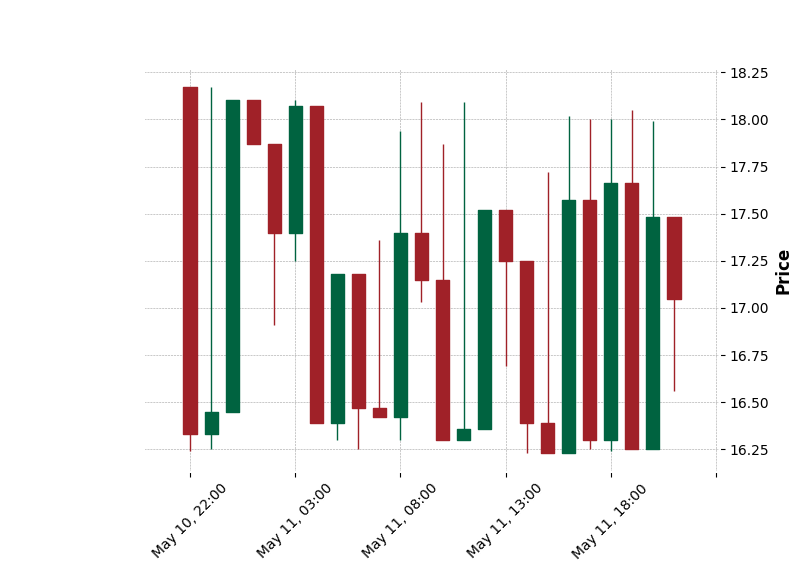 18.25
18.00
17.75
17.50
17.25
17.00
16.75
16.50
16.25
Price
May 10, 22:00
May 11, 03:00
May 11, 08:00
May 11, 13:00
May 11, 18:00